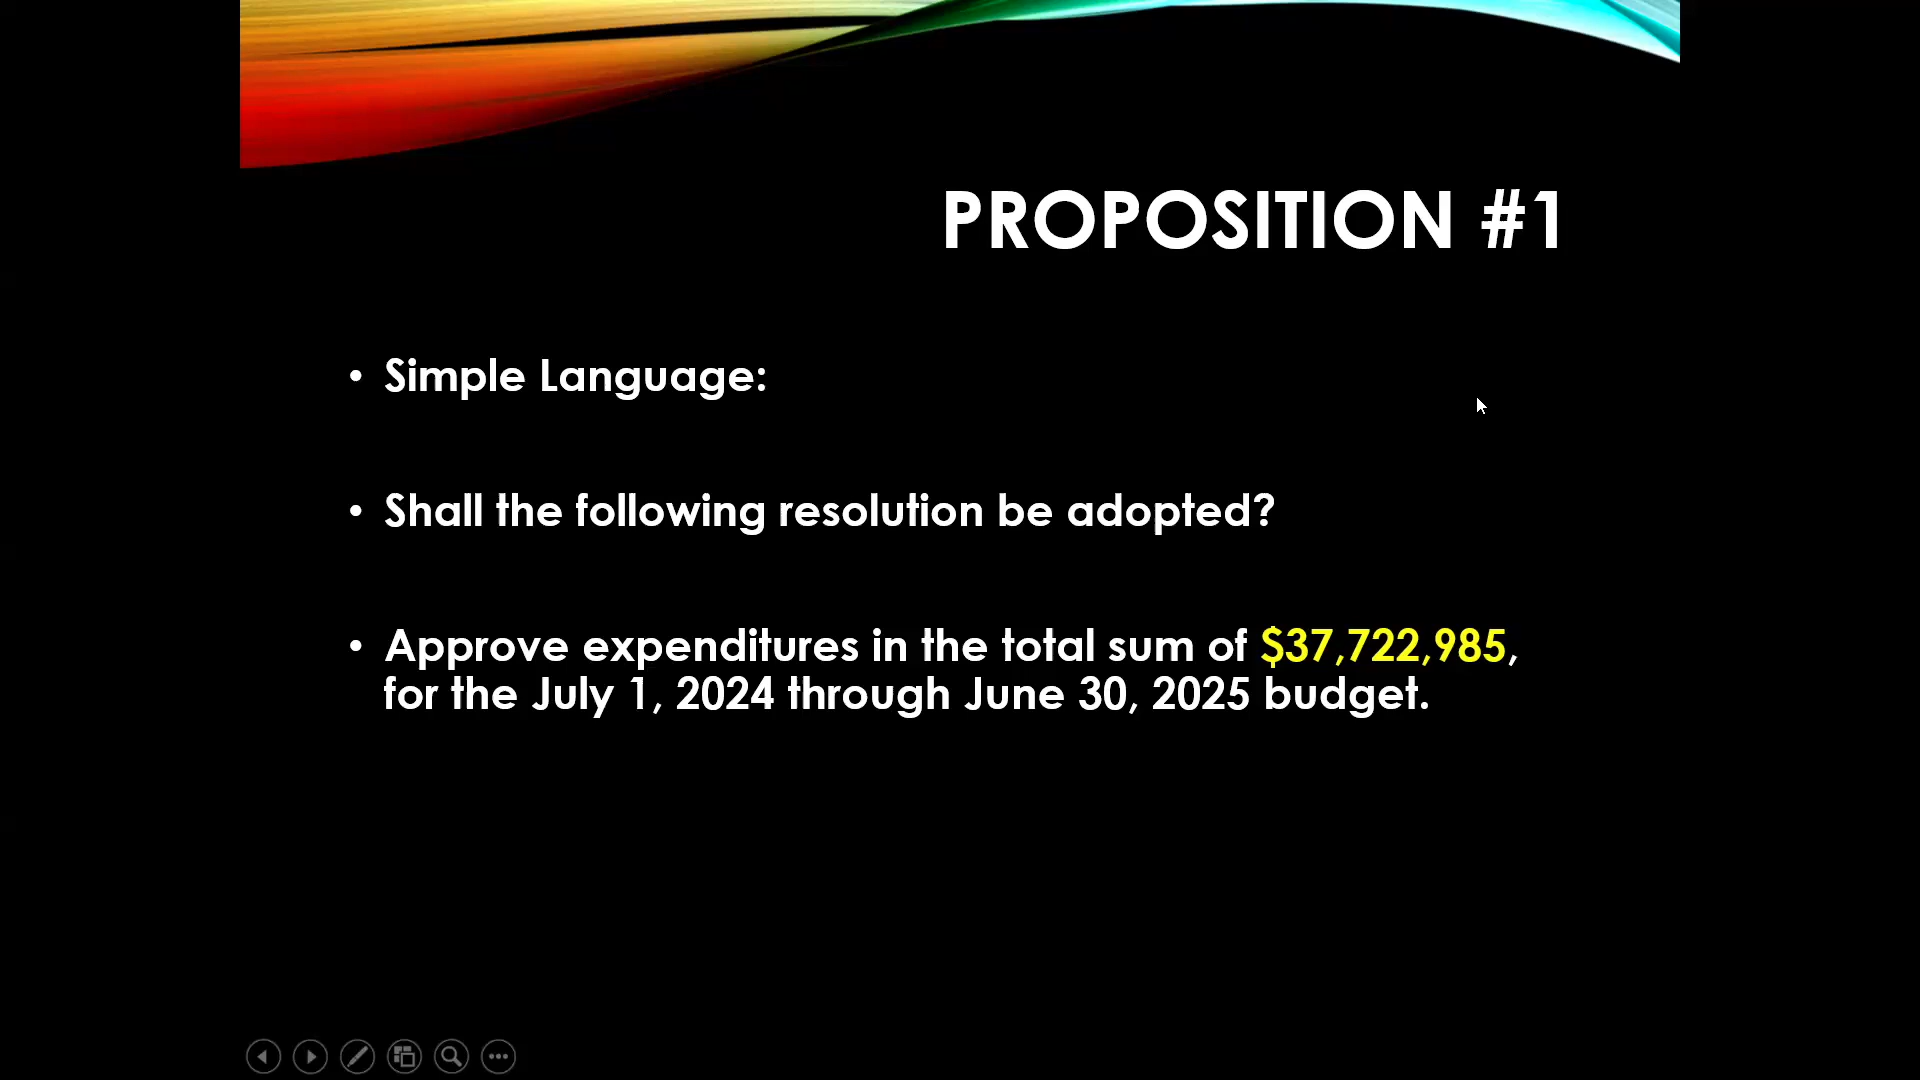 PROPOSITION #1
• Simple Language:
• Shall the following resolution be adopted?
• Approve expenditures in the total sum of $37,722,985,
for the July 1, 2024 through June 30, 2025 budget.